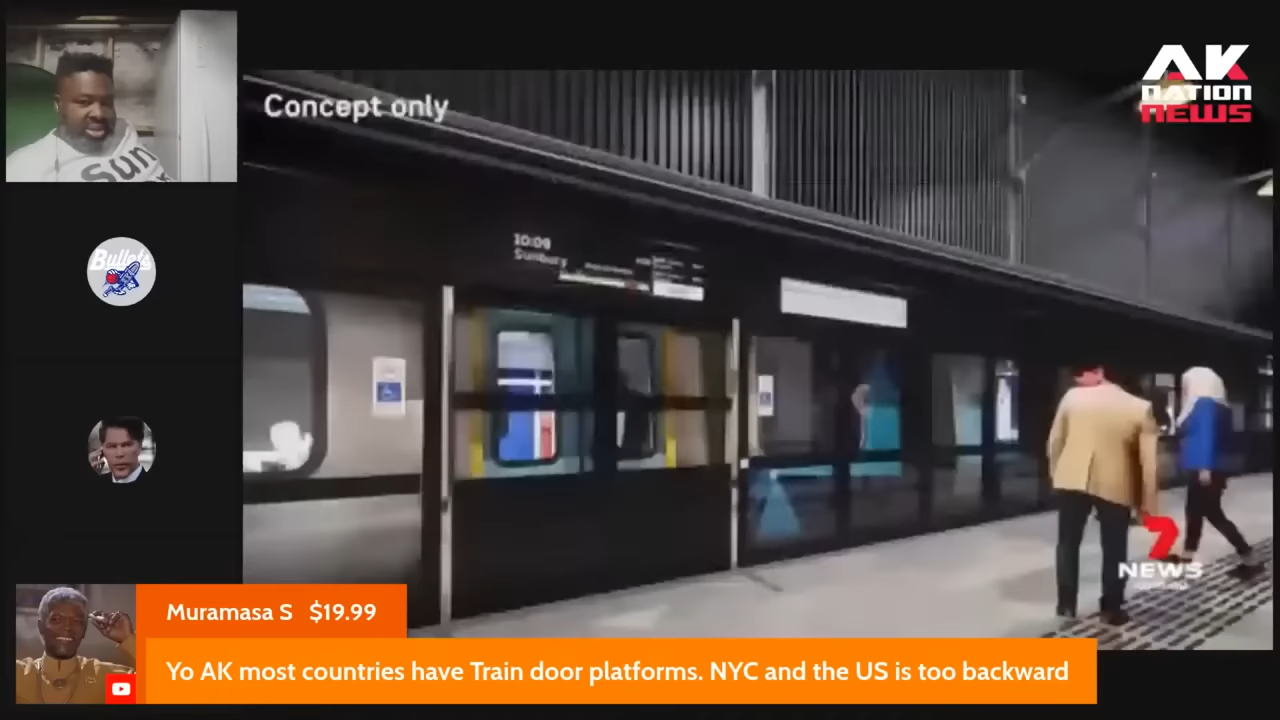 Concept only
AK
NATION
NEWS
Sun
Bullets
10:09
Sunbury
7
NEWS
Muramasa S $19.99
Yo AK most countries have Train door platforms. NYC and the US is too backward